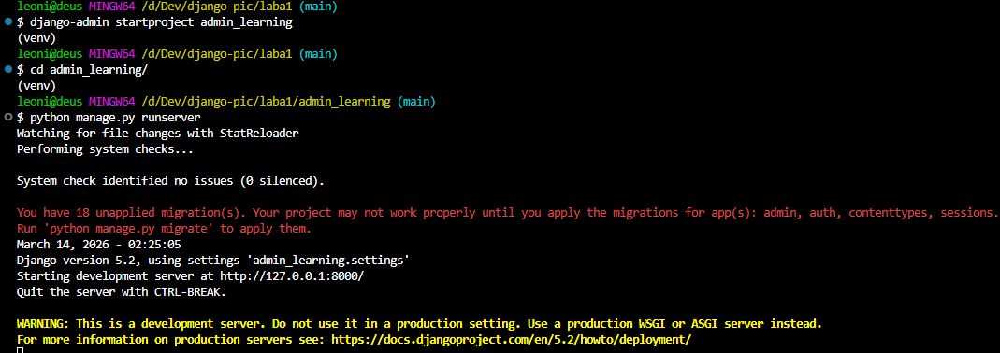 leoni@deus MINGW64 /d/Dev/django-pic/laba1 (main)
$ django-admin startproject admin_learning
(venv)
leoni@deus MINGW64 /d/Dev/django-pic/laba1 (main)
$ cd admin_learning/
(venv)
leoni@deus MINGW64 /d/Dev/django-pic/laba1/admin_learning (main)
$ python manage.py runserver
Watching for file changes with StatReloader
Performing system checks...

System check identified no issues (0 silenced).

You have 18 unapplied migration(s). Your project may not work properly until you apply the migrations for app(s): admin, auth, contenttypes, sessions.
Run 'python manage.py migrate' to apply them.
March 14, 2026 - 02:25:05
Django version 5.2, using settings 'admin_learning.settings'
Starting development server at http://127.0.0.1:8000/
Quit the server with CTRL-BREAK.

WARNING: This is a development server. Do not use it in a production setting. Use a production WSGI or ASGI server instead.
For more information on production servers see: https://docs.djangoproject.com/en/5.2/howto/deployment/